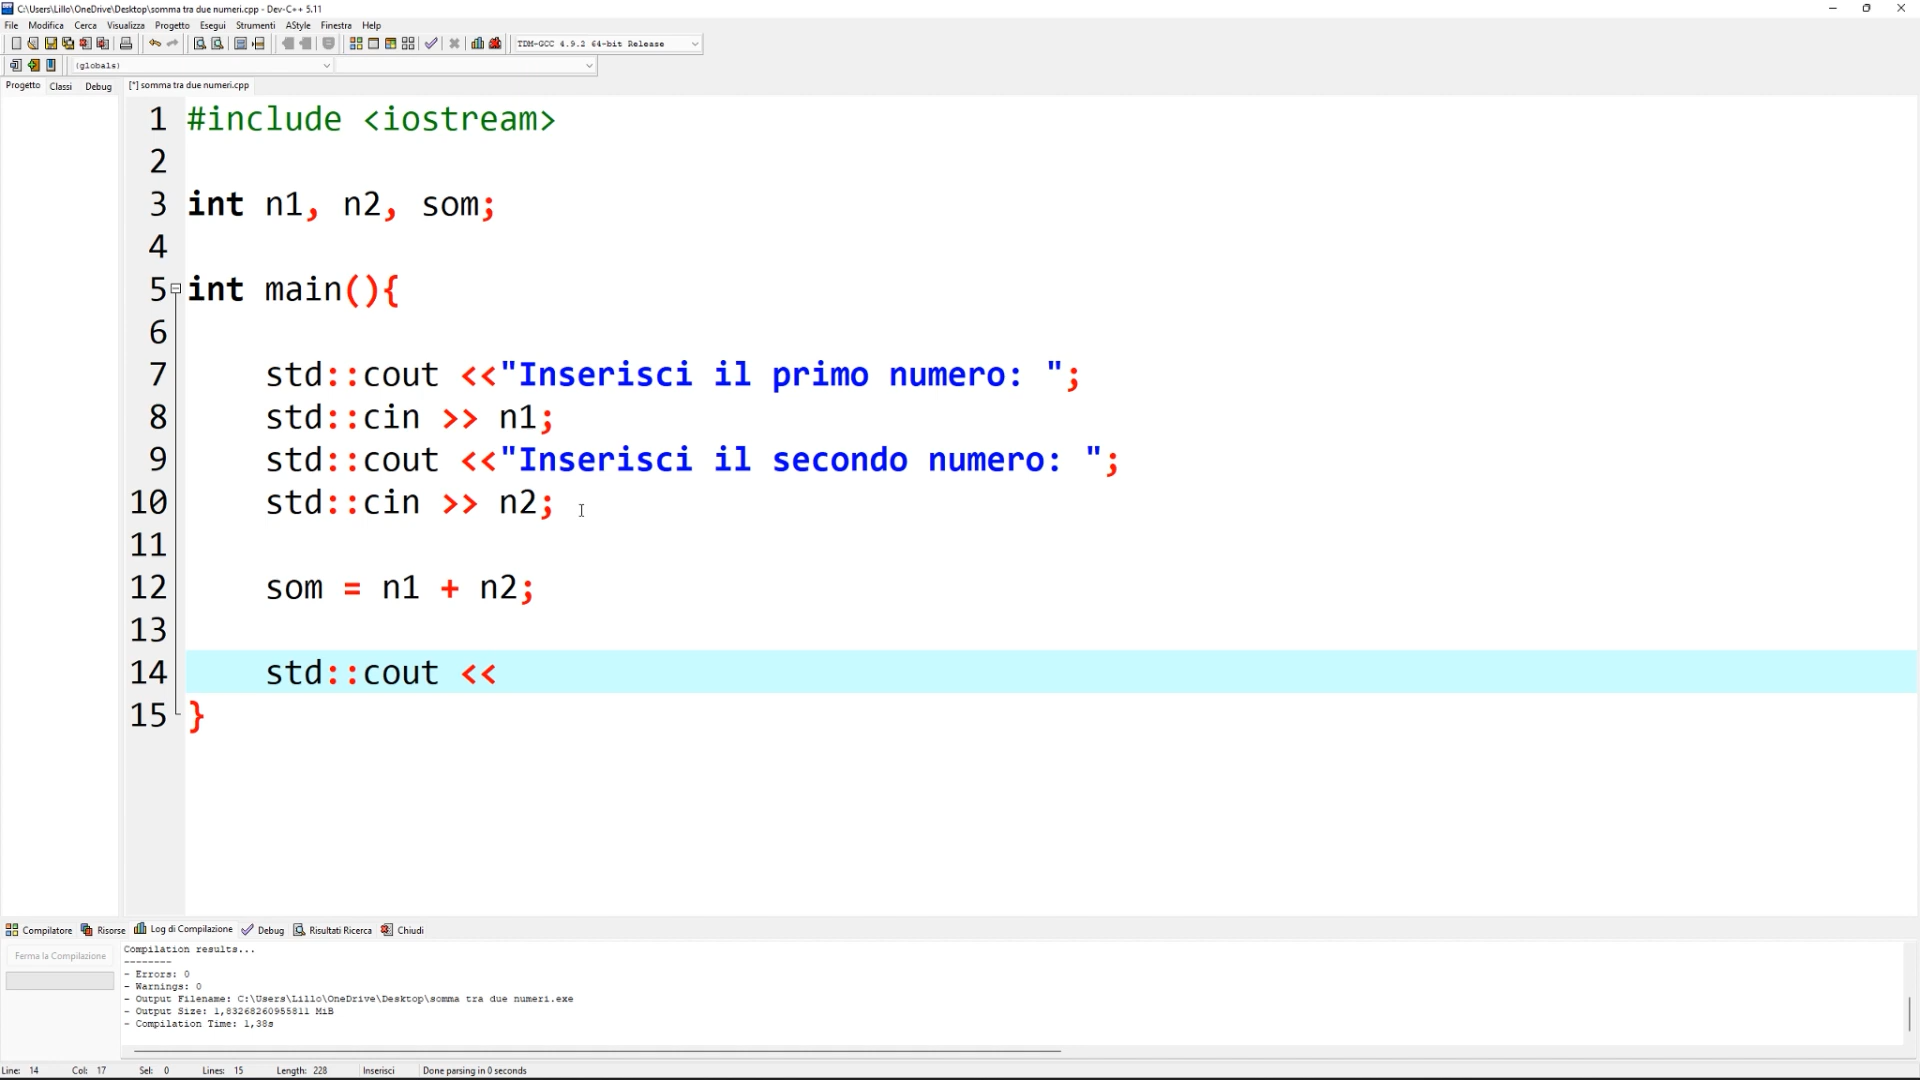 C:\Users\Lillo\OneDrive\Desktop\somma tra due numeri.cpp - Dev-C++ 5.11
File Modifica Cerca Visualizza Progetto Esegui Strumenti AStyle Finestra Help
TDM-GCC 4.9.2 64-bit Release
(globals)
Progetto Classi Debug [*] somma tra due numeri.cpp
1 #include <iostream>
2
3 int n1, n2, som;
4
5 int main(){
6
7 std::cout <<"Inserisci il primo numero: ";
8 std::cin >> n1;
9 std::cout <<"Inserisci il secondo numero: ";
10 std::cin >> n2;
11
12 som = n1 + n2;
13
14 std::cout <<
15 }
Compilatore Risorse Log di Compilazione Debug Risultati Ricerca Chiudi
Ferma la Compilazione
Compilation results...
--------
- Errors: 0
- Warnings: 0
- Output Filename: C:\Users\Lillo\OneDrive\Desktop\somma tra due numeri.exe
- Output Size: 1,83268260955811 MiB
- Compilation Time: 1,38s
Line: 14 Col: 17 Sel: 0 Lines: 15 Length: 228 Inserisci Done parsing in 0 seconds